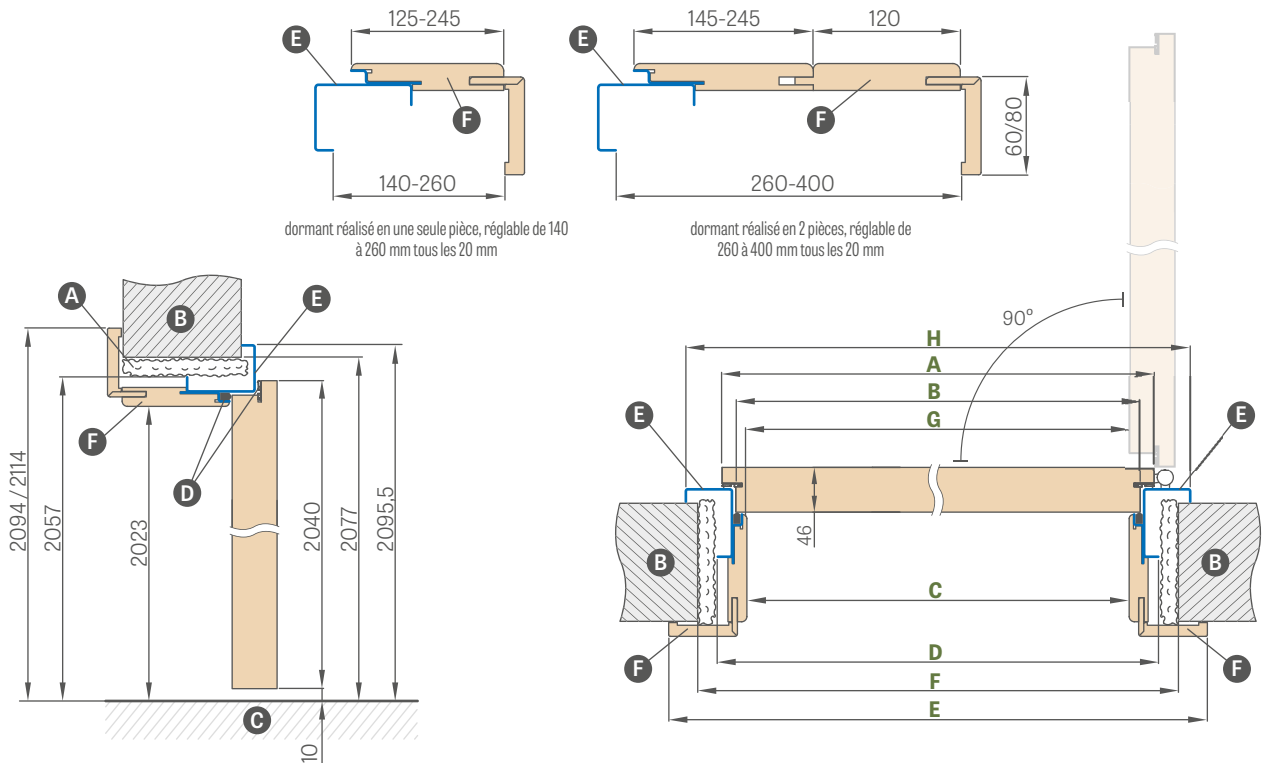 125-245
145-245
120
E
E
F
F
60/80
140-260
260-400
dormant réalisé en une seule pièce, réglable de 140
à 260 mm tous les 20 mm
dormant réalisé en 2 pièces, réglable de
260 à 400 mm tous les 20 mm
A
B
E
F
D
2094 / 2114
2057
2023
2040
2077
2095,5
C
10
90°
H
A
B
G
E
E
46
B
B
C
F
F
D
F
E